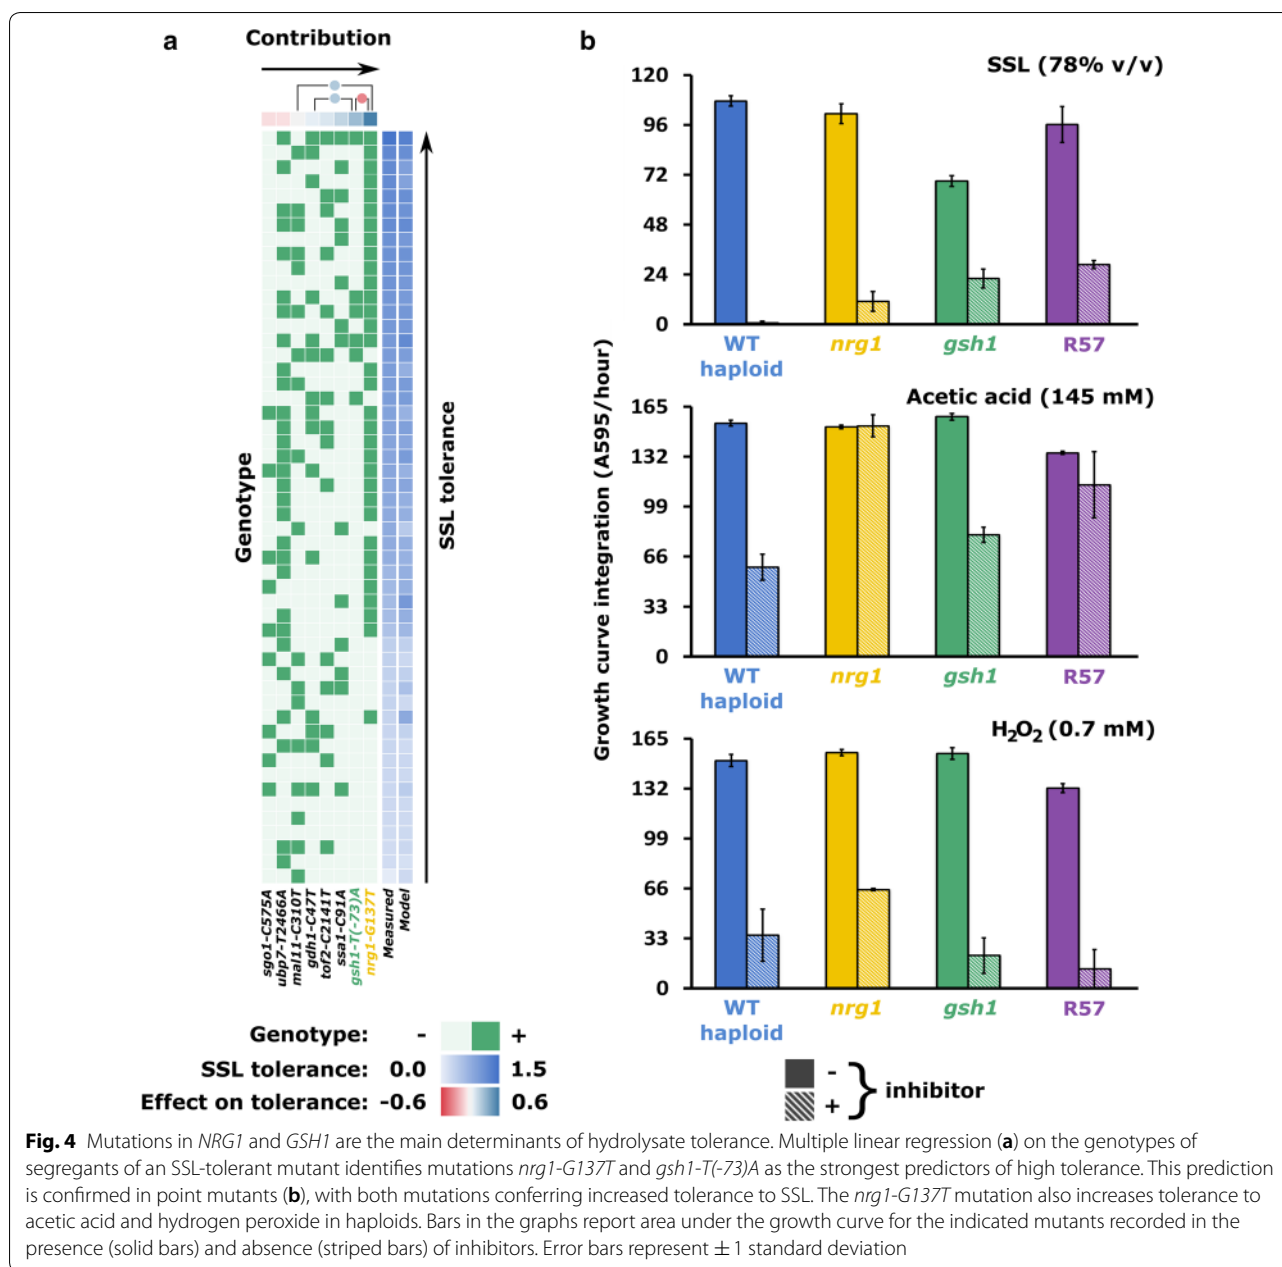 a
Contribution
Genotype
SSL tolerance
sgo1-C575A
ubp7-T2466A
mal11-C310T
gdh1-C47T
tof2-C2141T
ssa1-C91A
gsh1-T(-73)A
nrg1-G137T
Measured
Model
Genotype: - +
SSL tolerance: 0.0 1.5
Effect on tolerance: -0.6 0.6
b
Growth curve integration (A595/hour)
SSL (78% v/v)
120
96
72
48
24
0
WT haploid nrg1 gsh1 R57
Acetic acid (145 mM)
165
132
99
66
33
0
WT haploid nrg1 gsh1 R57
H₂O₂ (0.7 mM)
165
132
99
66
33
0
WT haploid nrg1 gsh1 R57
-
+
} inhibitor
Fig. 4 Mutations in NRG1 and GSH1 are the main determinants of hydrolysate tolerance. Multiple linear regression (a) on the genotypes of
segregants of an SSL-tolerant mutant identifies mutations nrg1-G137T and gsh1-T(-73)A as the strongest predictors of high tolerance. This prediction
is confirmed in point mutants (b), with both mutations conferring increased tolerance to SSL. The nrg1-G137T mutation also increases tolerance to
acetic acid and hydrogen peroxide in haploids. Bars in the graphs report area under the growth curve for the indicated mutants recorded in the
presence (solid bars) and absence (striped bars) of inhibitors. Error bars represent ± 1 standard deviation